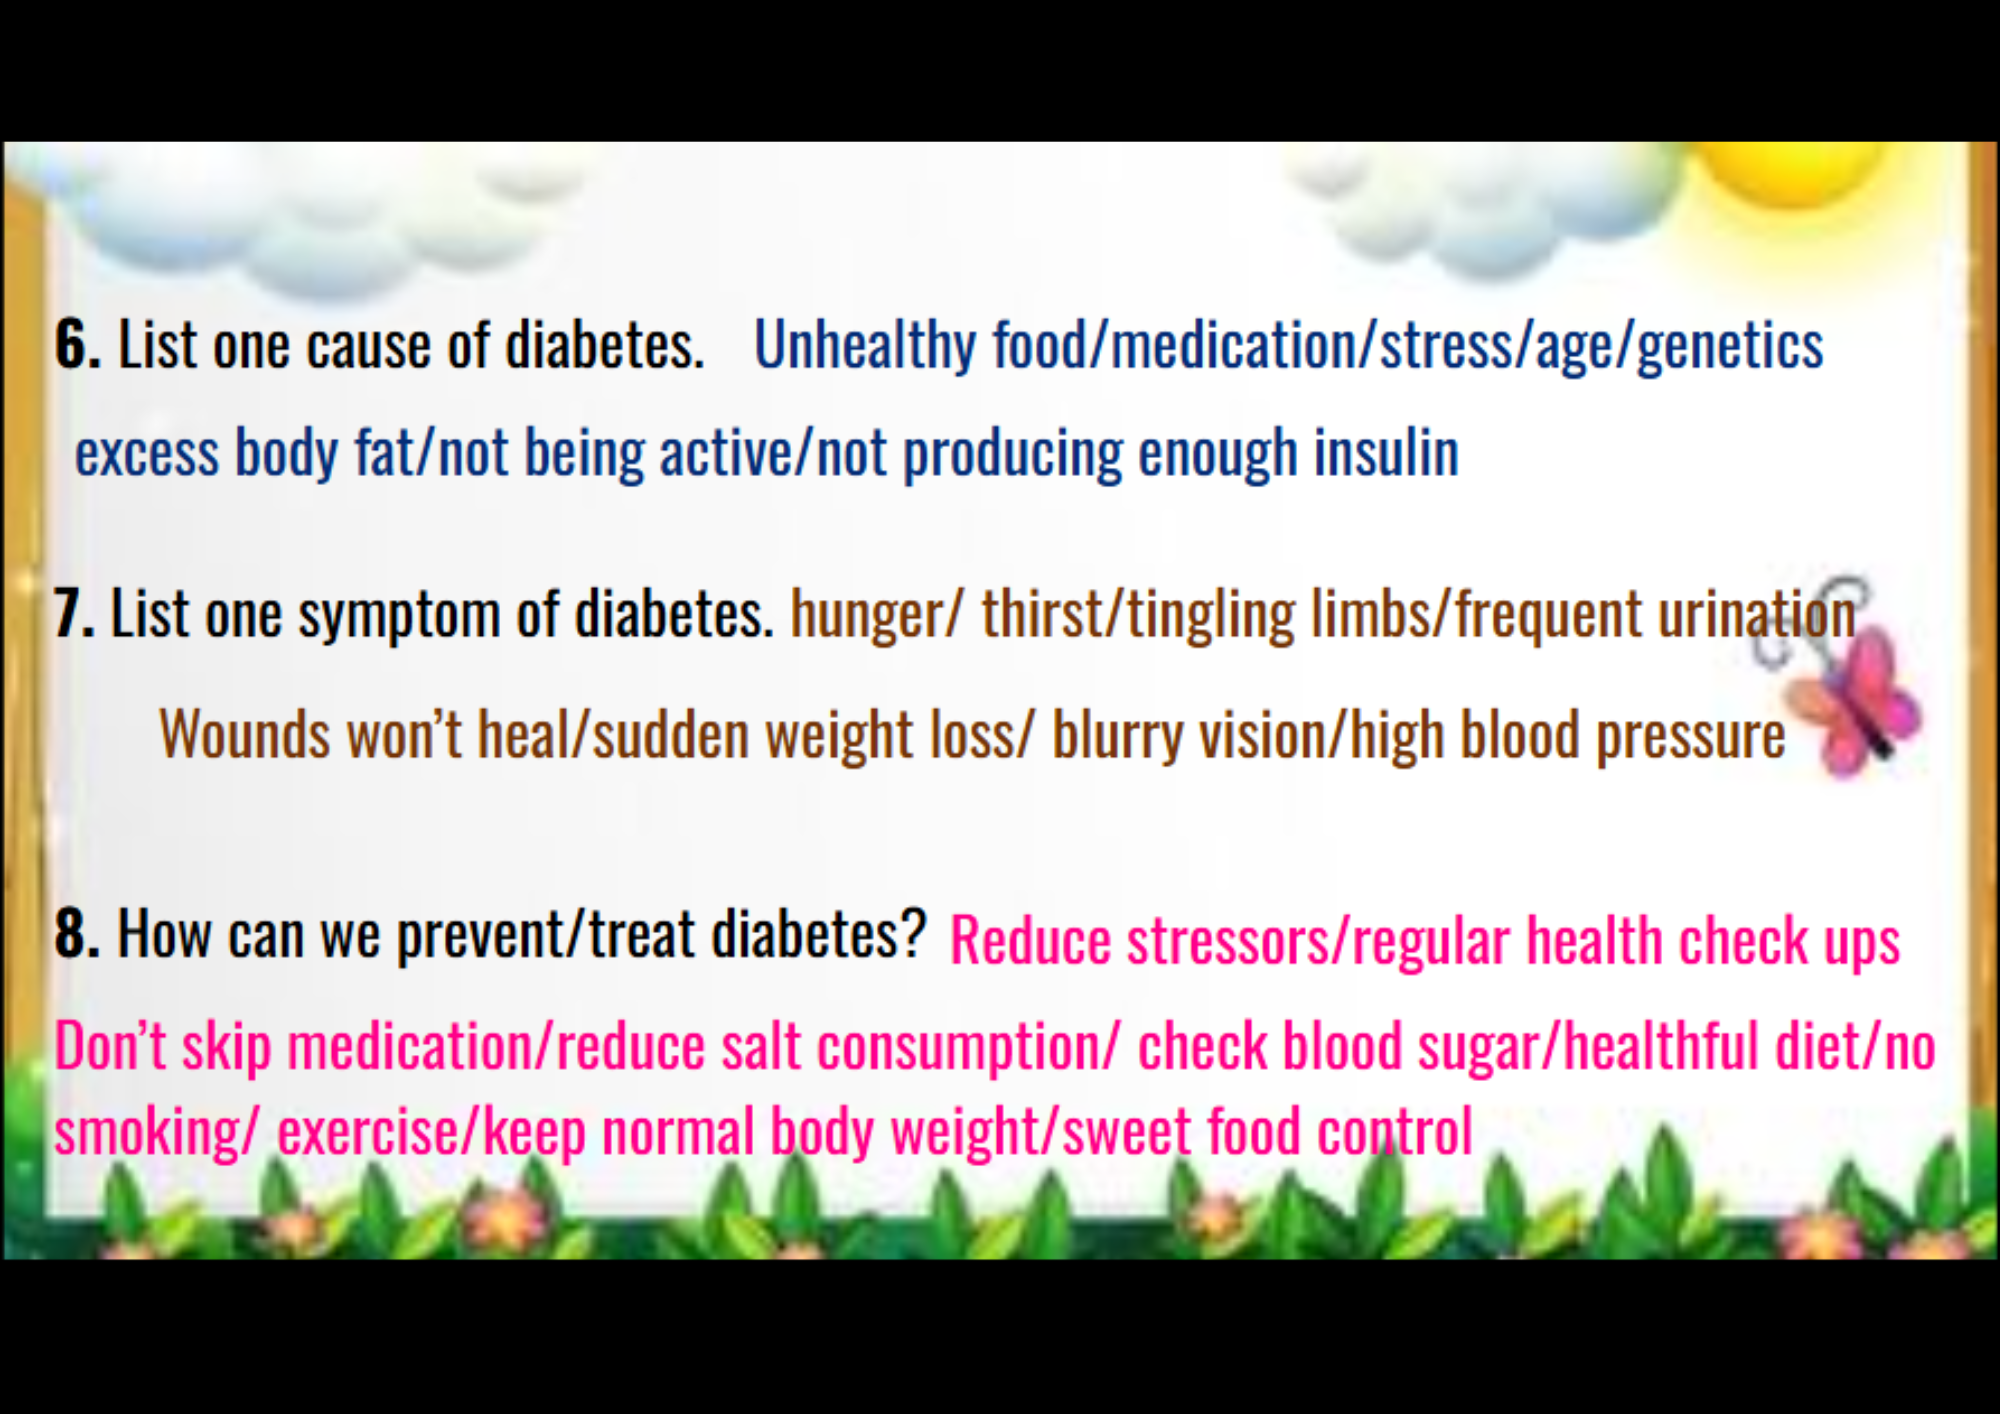 6. List one cause of diabetes. Unhealthy food/medication/stress/age/genetics
excess body fat/not being active/not producing enough insulin
7. List one symptom of diabetes. hunger/ thirst/tingling limbs/frequent urination
Wounds won't heal/sudden weight loss/ blurry vision/high blood pressure
8. How can we prevent/treat diabetes? Reduce stressors/regular health check ups
Don't skip medication/reduce salt consumption/ check blood sugar/healthful diet/no
smoking/ exercise/keep normal body weight/sweet food control